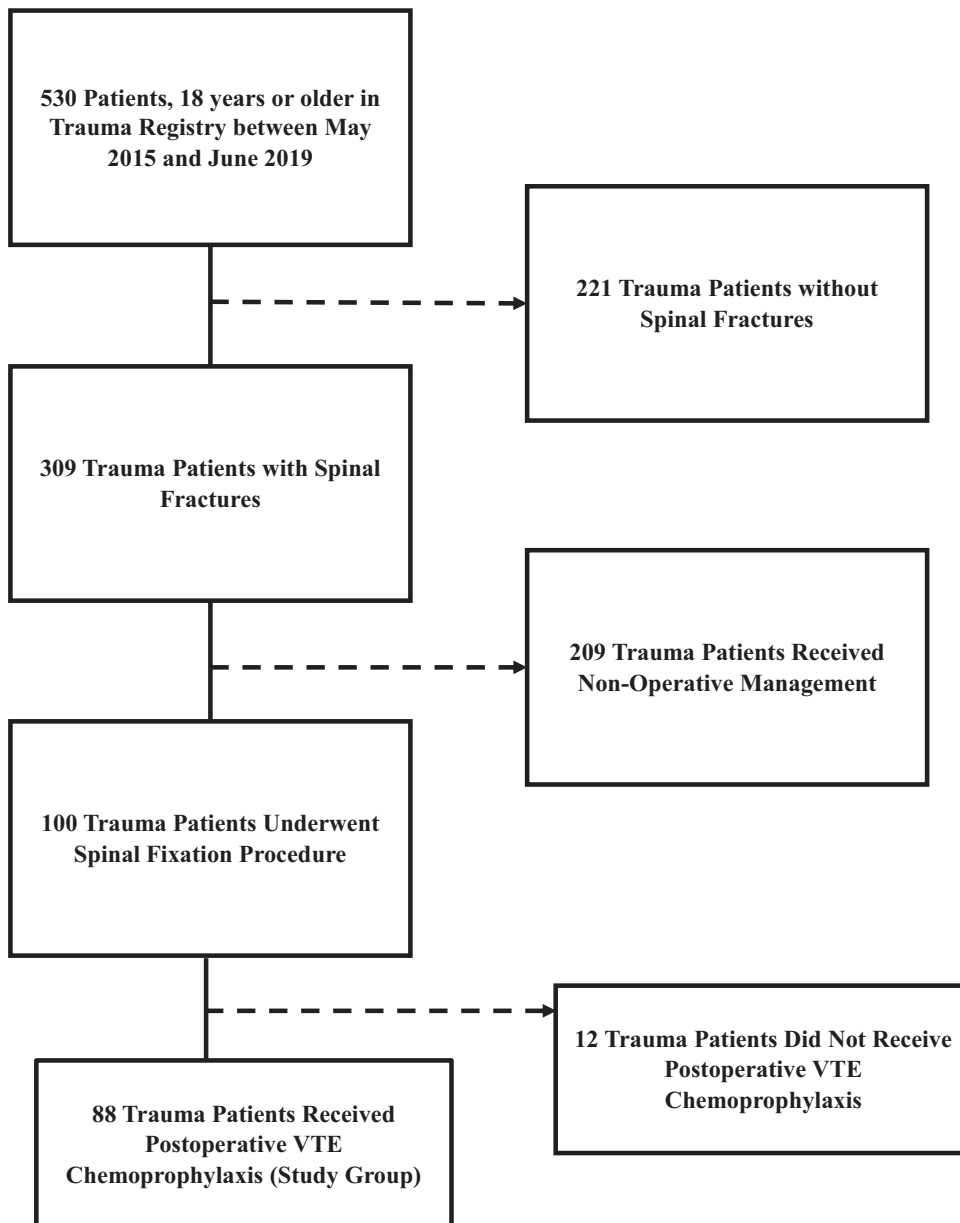 530 Patients, 18 years or older in
Trauma Registry between May
2015 and June 2019
221 Trauma Patients without
Spinal Fractures
309 Trauma Patients with Spinal
Fractures
209 Trauma Patients Received
Non-Operative Management
100 Trauma Patients Underwent
Spinal Fixation Procedure
12 Trauma Patients Did Not Receive
Postoperative VTE
Chemoprophylaxis
88 Trauma Patients Received
Postoperative VTE
Chemoprophylaxis (Study Group)